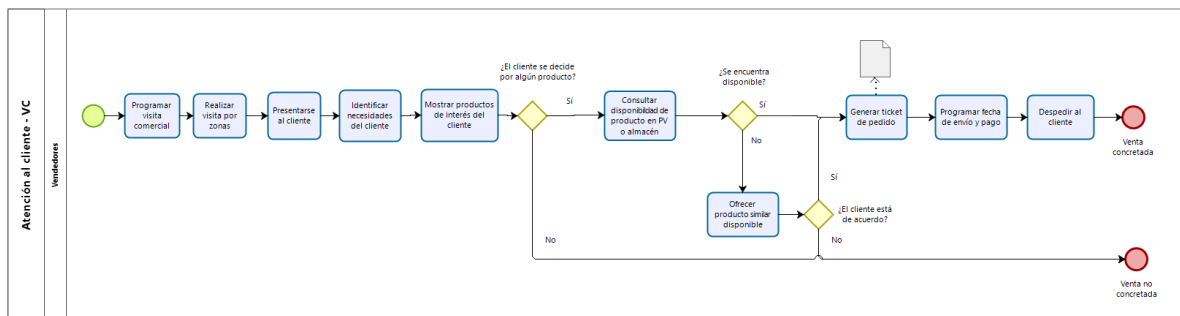 Atención al cliente - VC
Vendedores
Programar
visita
comercial
Realizar
visita por
zonas
Presentarse
al cliente
Identificar
necesidades
del cliente
Mostrar productos
de interés del
cliente
¿El cliente se decide
por algún producto?
Sí
No
Consultar
disponibilidad de
producto en PV
o almacén
¿Se encuentra
disponible?
Sí
No
Ofrecer
producto similar
disponible
¿El cliente está
de acuerdo?
Sí
No
Generar ticket
de pedido
Programar fecha
de envío y pago
Despedir al
cliente
Venta
concretada
Venta no
concretada